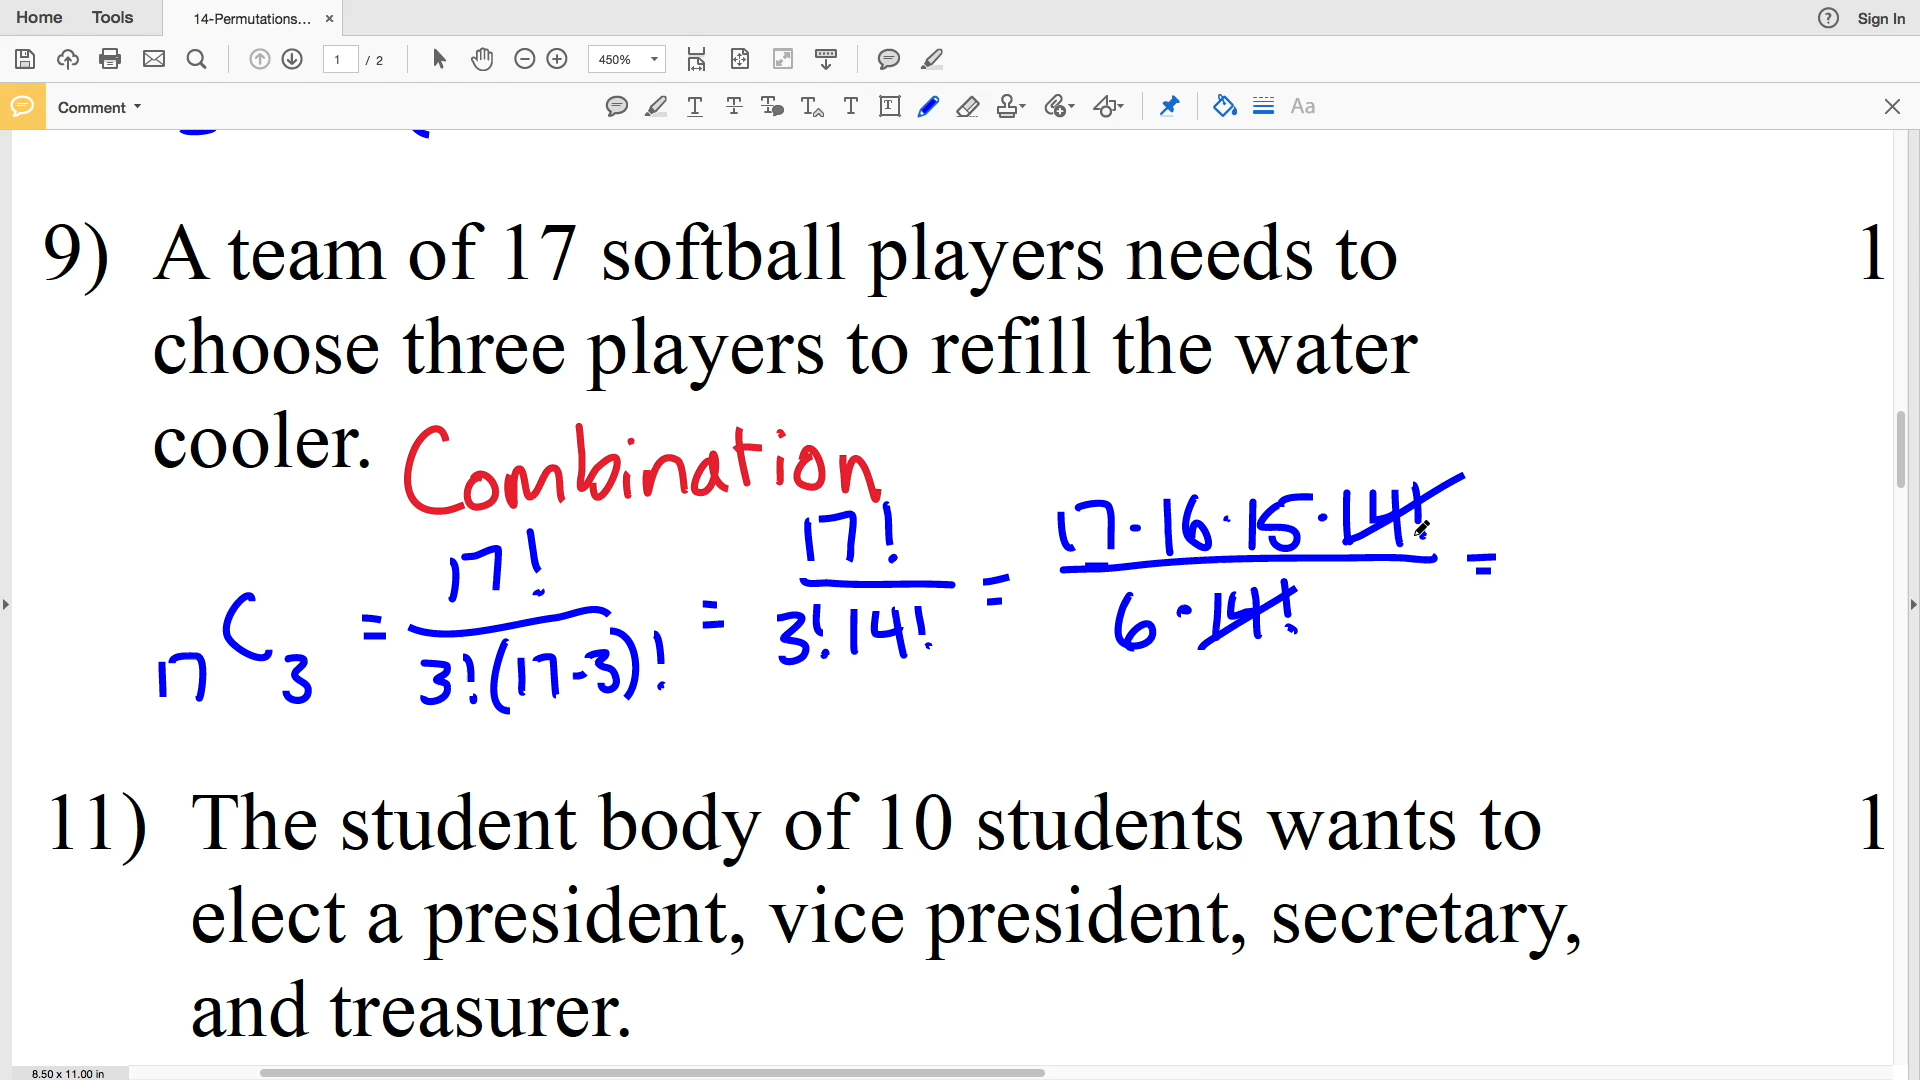 Home Tools 14-Permutations... × ? Sign In
1 / 2 450%
Comment T T T T T T Aa
9) A team of 17 softball players needs to 1
choose three players to refill the water
cooler. Combination
17C3 = 17!/3!(17-3)! = 17!/3!14! = 17·16·15·14!/6·14! =
11) The student body of 10 students wants to 1
elect a president, vice president, secretary,
and treasurer.
8.50 x 11.00 in